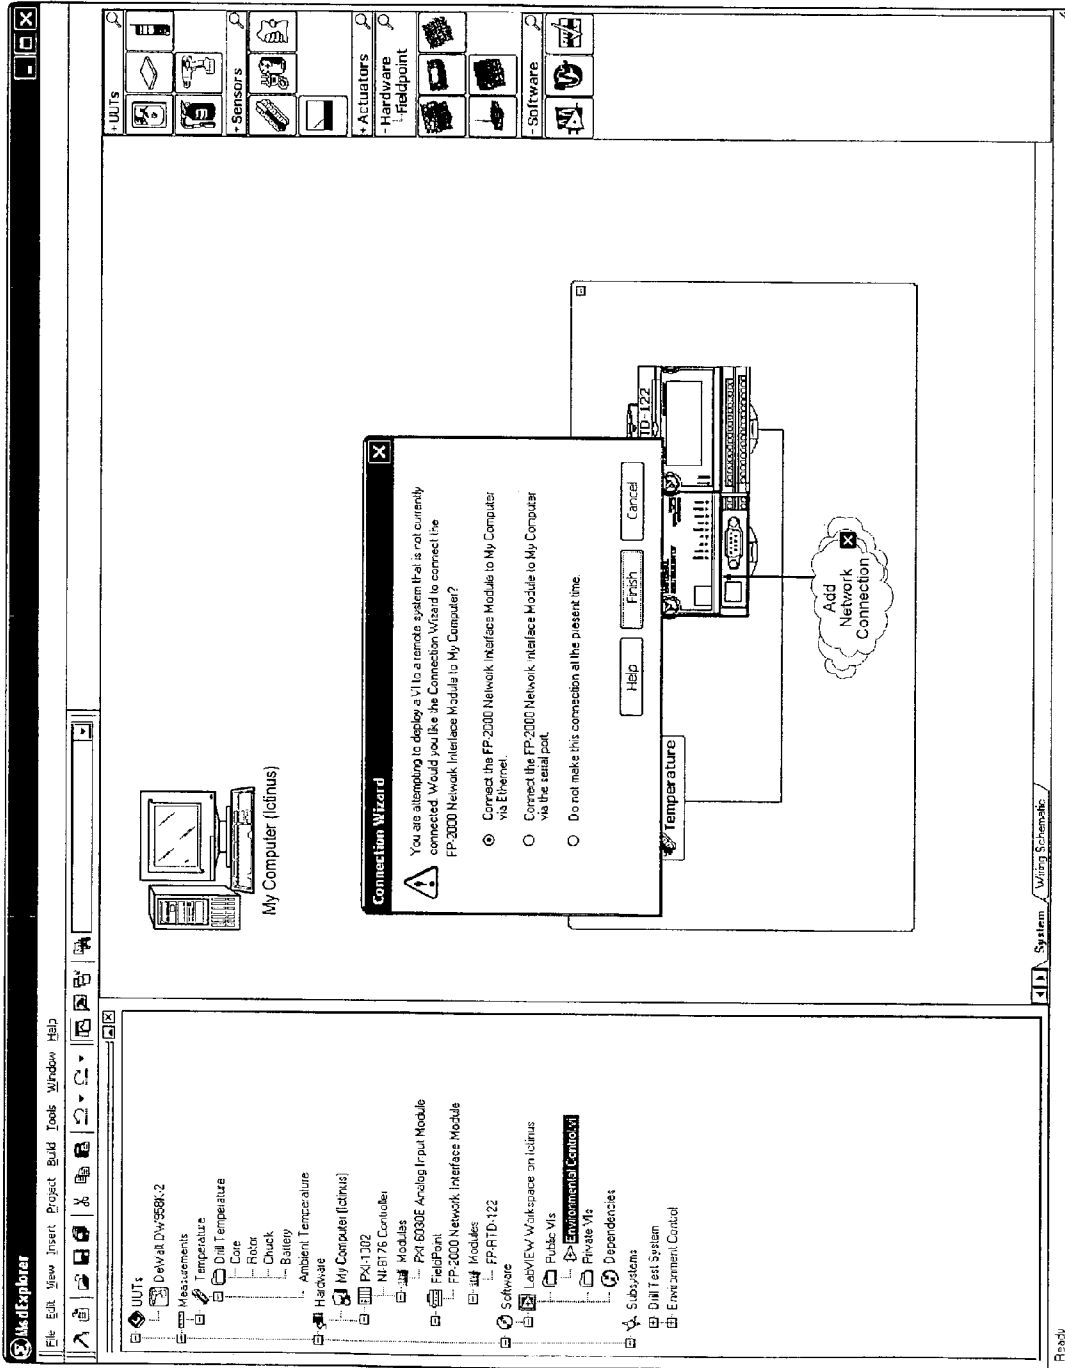 MedExplorer
File Edit View Insert Project Build Tools Window Help
UUTs
DeWalt DW958K-2
Measurements
Temperature
Drill Temperature
Core
Rotor
Chuck
Battery
Ambient Temperature
Hardware
My Computer (Ictinus)
PXI-1002
NI-8176 Controller
Modules
PXI-6030E Analog Input Module
FieldPoint
FP-2000 Network Interface Module
Modules
FP-RTD-122
Software
LabVIEW Workspace on Ictinus
Public VIs
Environmental Control.vi
Private VIs
Dependencies
Subsystems
Drill Test System
Environment Control
My Computer (Ictinus)
Connection Wizard
You are attempting to deploy a VI to a remote system that is not currently
connected. Would you like the Connection Wizard to connect the
FP-2000 Network Interface Module to My Computer?
Connect the FP-2000 Network Interface Module to My Computer
via Ethernet.
Connect the FP-2000 Network Interface Module to My Computer
via the serial port.
Do not make this connection at the present time.
Help
Finish
Cancel
TD-122
Temperature
Add
Network
Connection
System
Wiring Schematic
+ UUTs
+ Sensors
+ Actuators
- Hardware
Fieldpoint
- Software
Ready